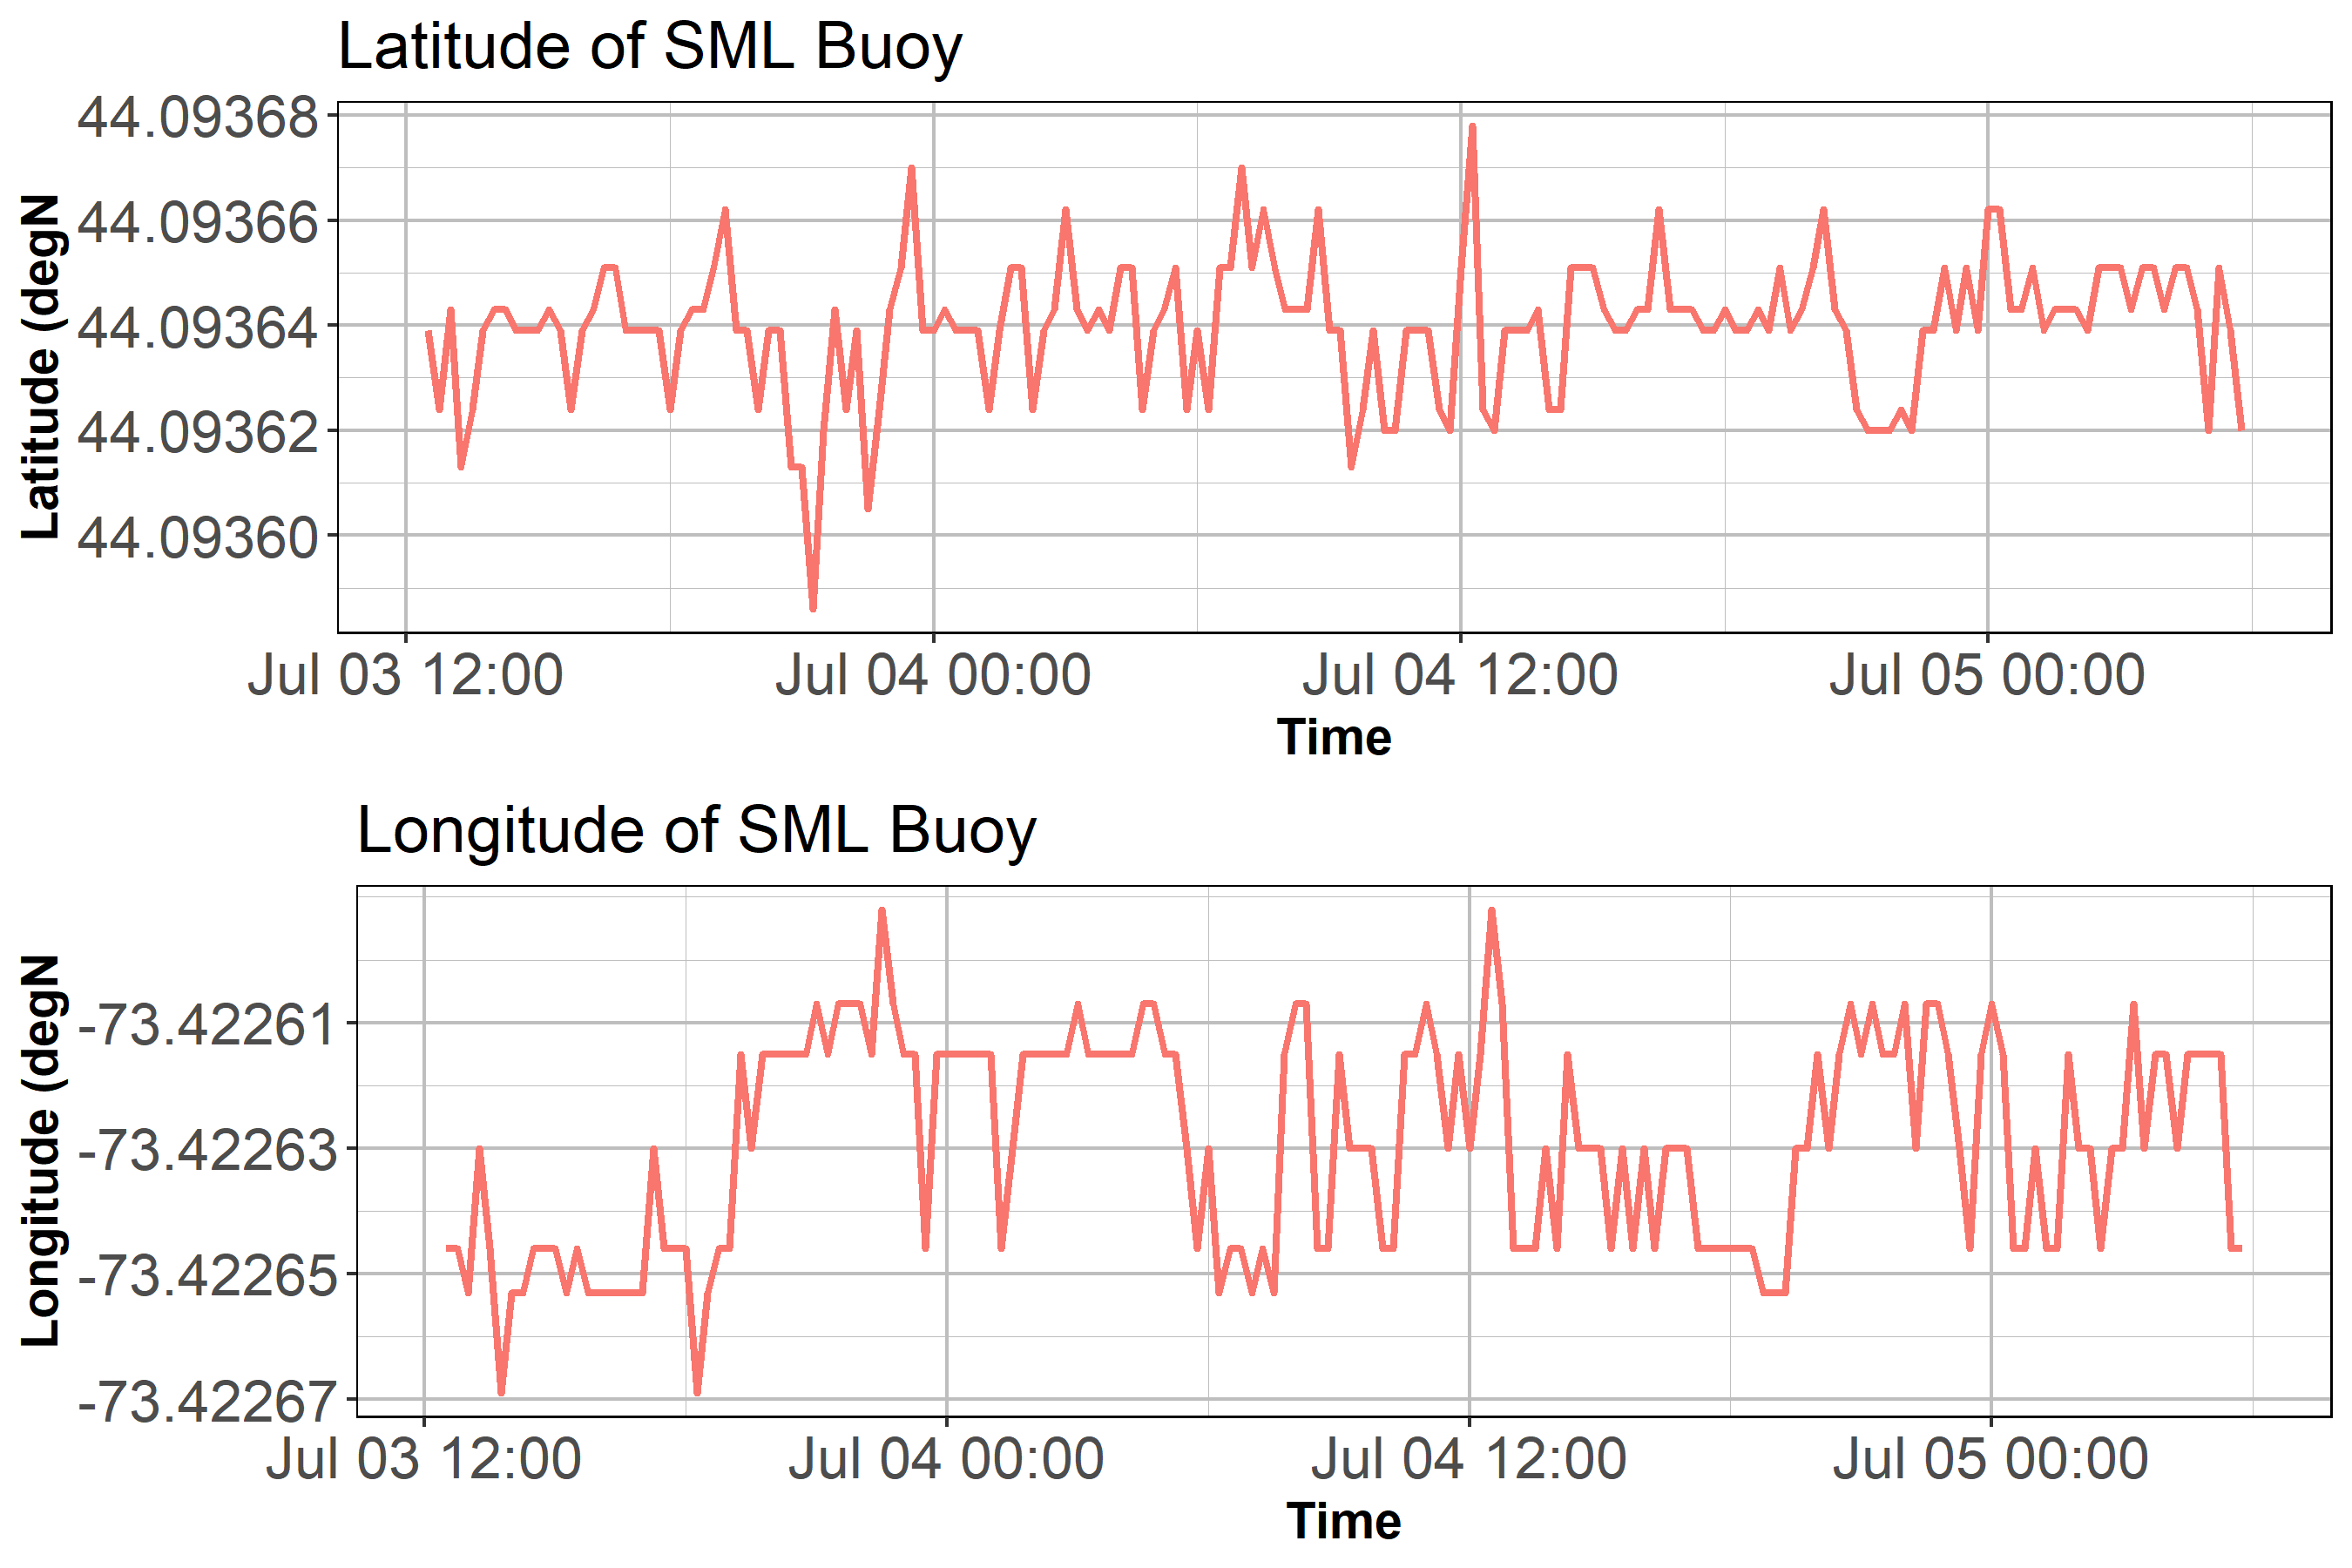 Latitude of SML Buoy
Latitude (degN
44.09368
44.09366
44.09364
44.09362
44.09360
Jul 03 12:00 Jul 04 00:00 Jul 04 12:00 Jul 05 00:00
Time
Longitude of SML Buoy
Longitude (degN
-73.42261
-73.42263
-73.42265
-73.42267
Jul 03 12:00 Jul 04 00:00 Jul 04 12:00 Jul 05 00:00
Time